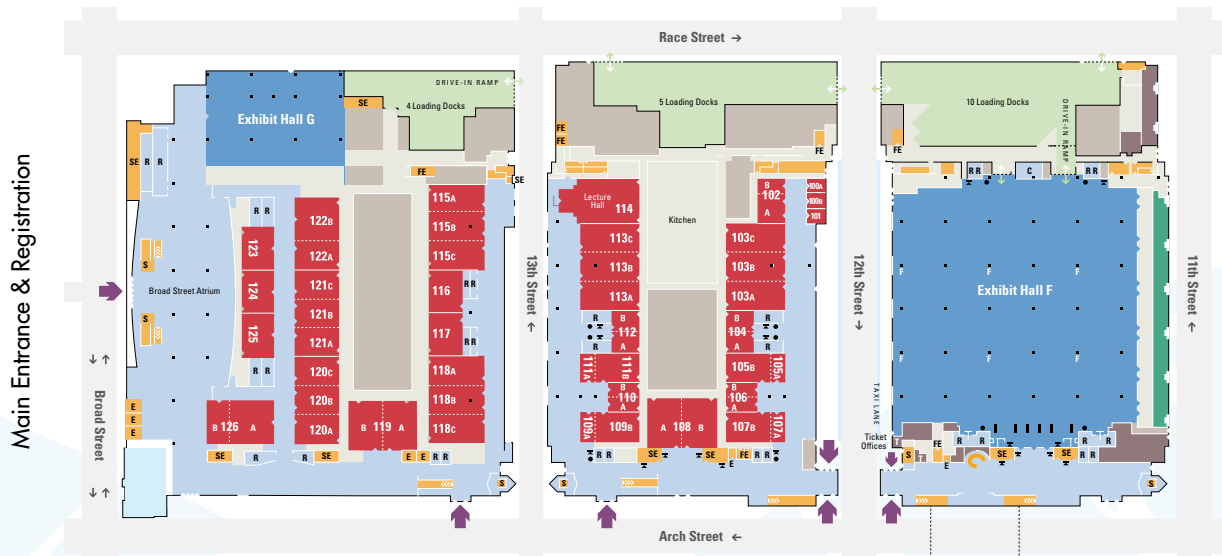 Race Street →
DRIVE-IN RAMP
4 Loading Docks
5 Loading Docks
10 Loading Docks
DRIVE-IN RAMP
Main Entrance & Registration
Exhibit Hall G
SE
SE
R
R
FE
SE
FE
FE
FE
FE
R R
C
R R
R R
123
124
125
R R
122B
122A
121C
121B
121A
120C
120B
120A
115A
115B
115C
116
117
118A
118B
118C
R R
R R
B 119 A
B 126 A
S
S
Broad Street Atrium
E
E
E
SE
R
R
SE
E E R R
S
Broad Street
13th Street ←
Lecture
Hall
114
113C
113B
113A
B
112
A
R
R
111A
111B
B
110
A
109A
109B
Kitchen
A 108 B
B
102
A
100A
100B
101
103C
103B
103A
B
104
A
R
R
105B
105A
B
106
A
107B
107A
R R
SE
SE
E
FE
R R
S
12th Street →
TAXI LANE
Ticket
Offices
Exhibit Hall F
F F F
F F F
S
FE
E
R R
R R
SE
SE
R R
R R
S
11th Street ←
Arch Street ←